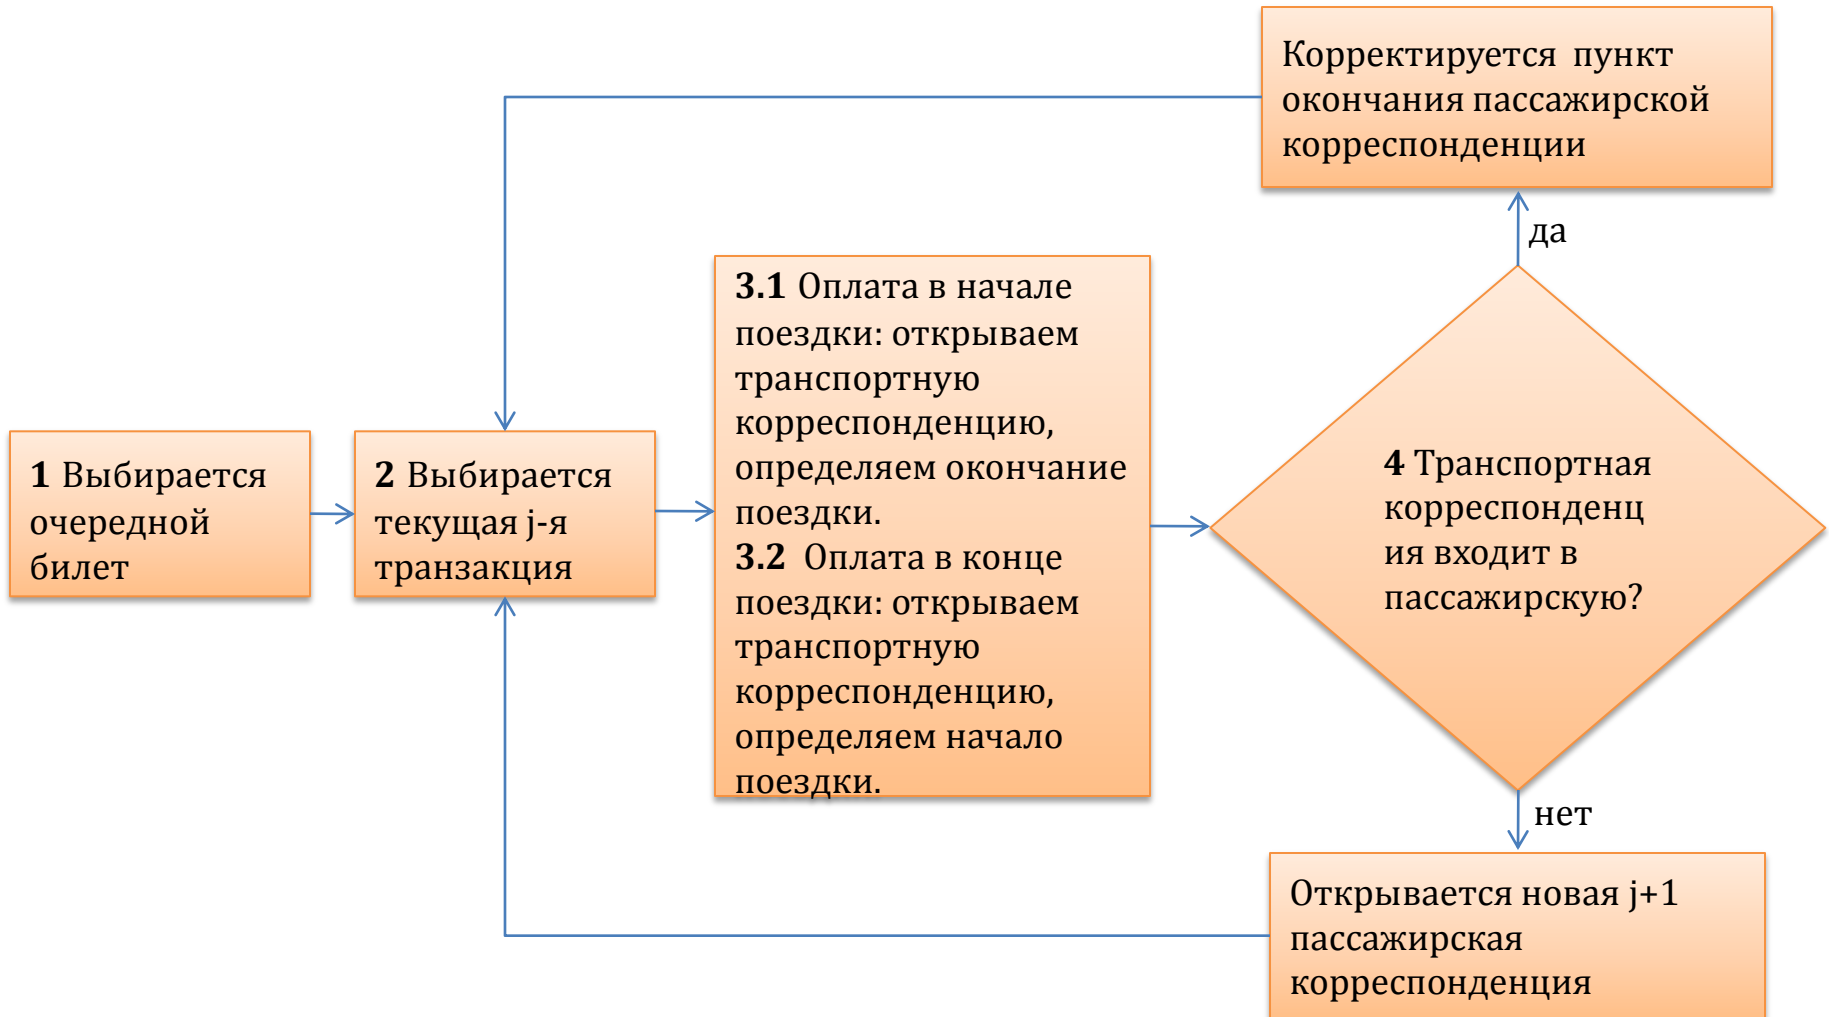 Корректируется пункт
окончания пассажирской
корреспонденции
да
3.1 Оплата в начале
поездки: открываем
транспортную
корреспонденцию,
определяем окончание
поездки.
3.2 Оплата в конце
поездки: открываем
транспортную
корреспонденцию,
определяем начало
поездки.
1 Выбирается
очередной
билет
2 Выбирается
текущая j-я
транзакция
4 Транспортная
корреспонденц
ия входит в
пассажирскую?
нет
Открывается новая j+1
пассажирская
корреспонденция